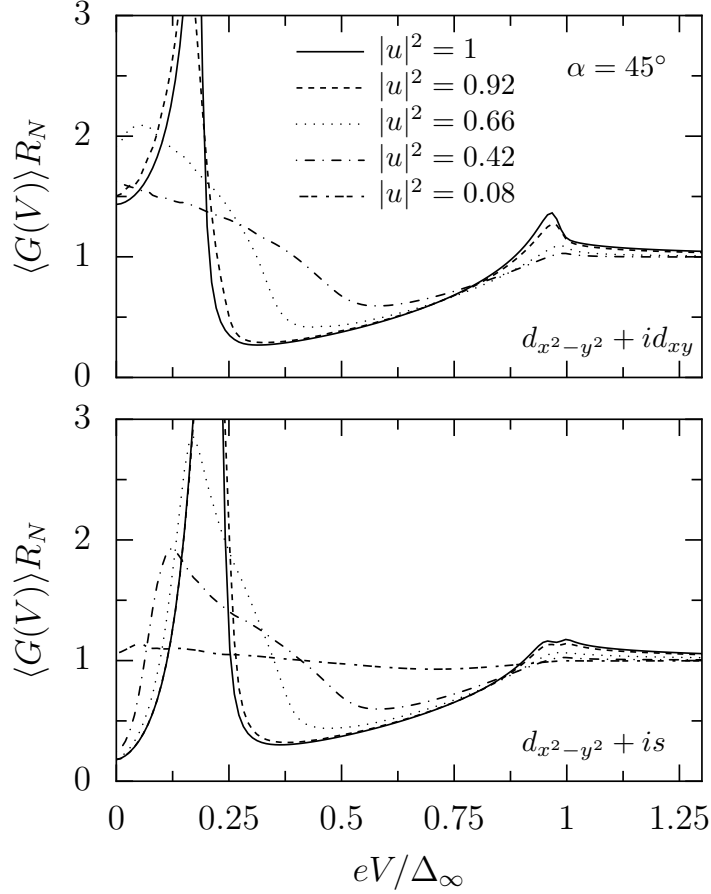 3
|u|² = 1
|u|² = 0.92
|u|² = 0.66
|u|² = 0.42
|u|² = 0.08
α = 45°
2
⟨G(V)⟩R_N
1
d_{x²−y²} + id_{xy}
0
3
2
⟨G(V)⟩R_N
1
d_{x²−y²} + is
0
0 0.25 0.5 0.75 1 1.25
eV/Δ_∞